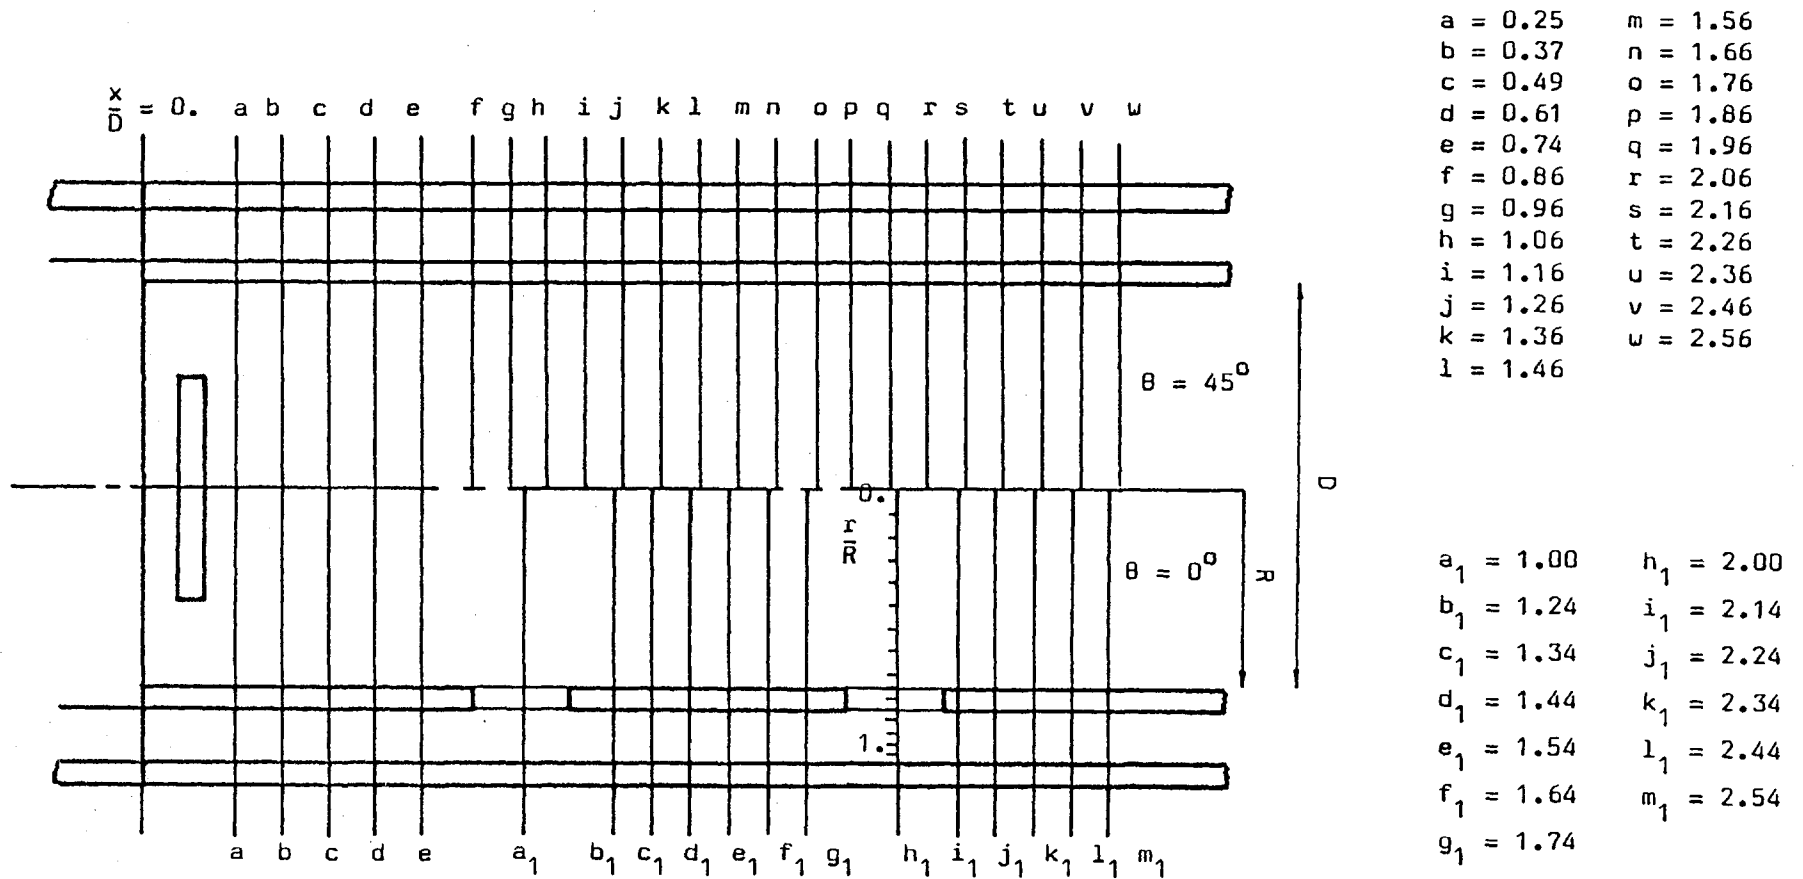 x/D = 0. a b c d e f g h i j k l m n o p q r s t u v w
a = 0.25 m = 1.56
b = 0.37 n = 1.66
c = 0.49 o = 1.76
d = 0.61 p = 1.86
e = 0.74 q = 1.96
f = 0.86 r = 2.06
g = 0.96 s = 2.16
h = 1.06 t = 2.26
i = 1.16 u = 2.36
j = 1.26 v = 2.46
k = 1.36 w = 2.56
l = 1.46
θ = 45°
D
0.
r/R
θ = 0°
R
1.
a₁ = 1.00 h₁ = 2.00
b₁ = 1.24 i₁ = 2.14
c₁ = 1.34 j₁ = 2.24
d₁ = 1.44 k₁ = 2.34
e₁ = 1.54 l₁ = 2.44
f₁ = 1.64 m₁ = 2.54
g₁ = 1.74
a b c d e a₁ b₁ c₁ d₁ e₁ f₁ g₁ h₁ i₁ j₁ k₁ l₁ m₁